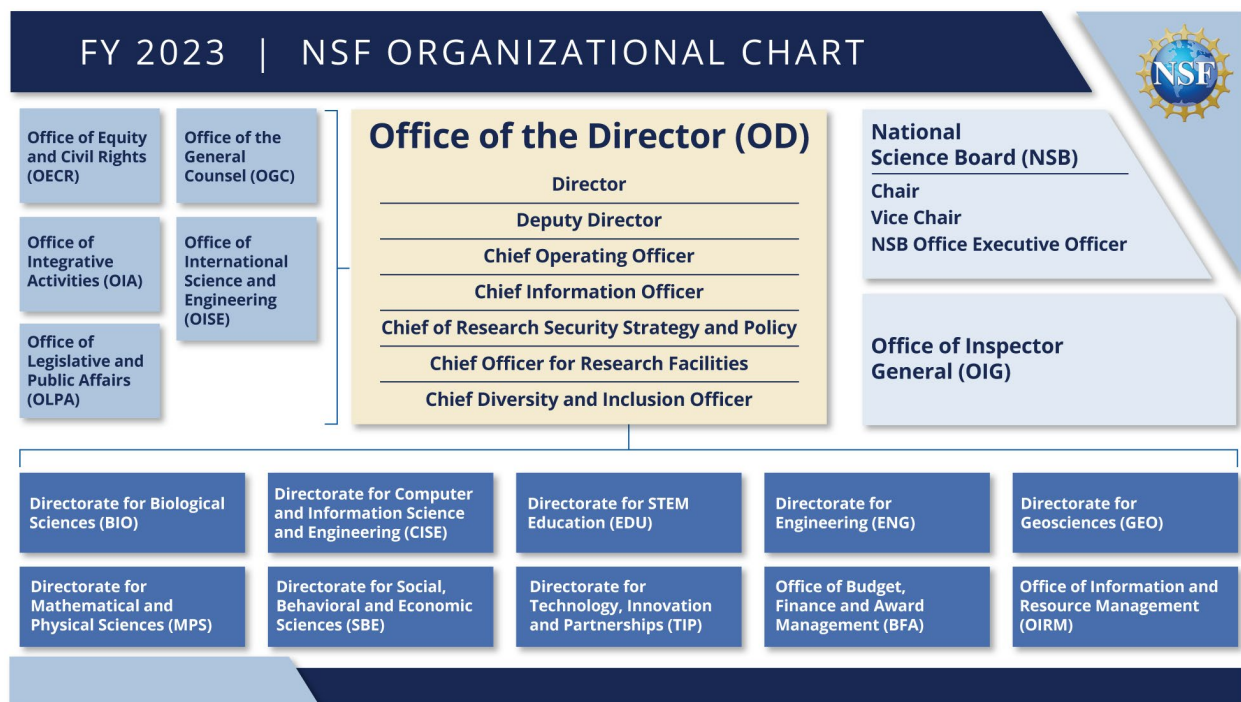 FY 2023 | NSF ORGANIZATIONAL CHART
NSF
Office of Equity
and Civil Rights
(OECR)
Office of the
General
Counsel (OGC)
Office of
Integrative
Activities (OIA)
Office of
International
Science and
Engineering
(OISE)
Office of
Legislative and
Public Affairs
(OLPA)
Office of the Director (OD)
Director
Deputy Director
Chief Operating Officer
Chief Information Officer
Chief of Research Security Strategy and Policy
Chief Officer for Research Facilities
Chief Diversity and Inclusion Officer
National
Science Board (NSB)
Chair
Vice Chair
NSB Office Executive Officer
Office of Inspector
General (OIG)
Directorate for Biological
Sciences (BIO)
Directorate for Computer
and Information Science
and Engineering (CISE)
Directorate for STEM
Education (EDU)
Directorate for
Engineering (ENG)
Directorate for
Geosciences (GEO)
Directorate for
Mathematical and
Physical Sciences (MPS)
Directorate for Social,
Behavioral and Economic
Sciences (SBE)
Directorate for
Technology, Innovation
and Partnerships (TIP)
Office of Budget,
Finance and Award
Management (BFA)
Office of Information and
Resource Management
(OIRM)